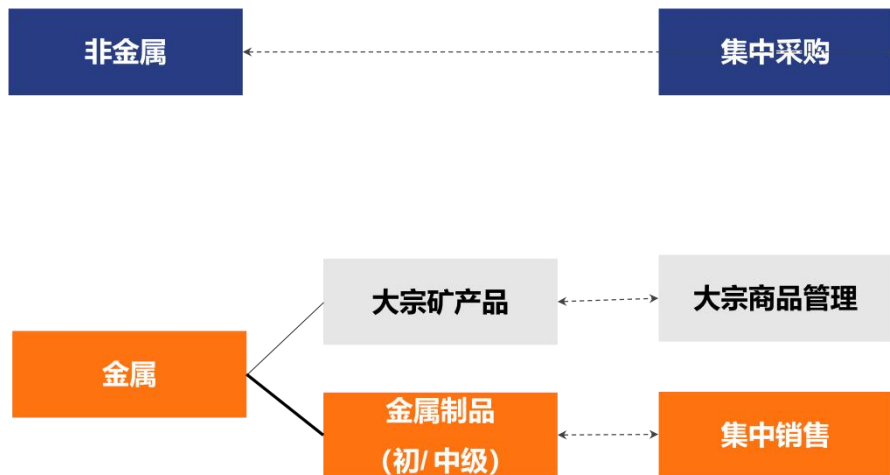 非金属
集中采购
大宗矿产品
大宗商品管理
金属
金属制品
（初/ 中级）
集中销售